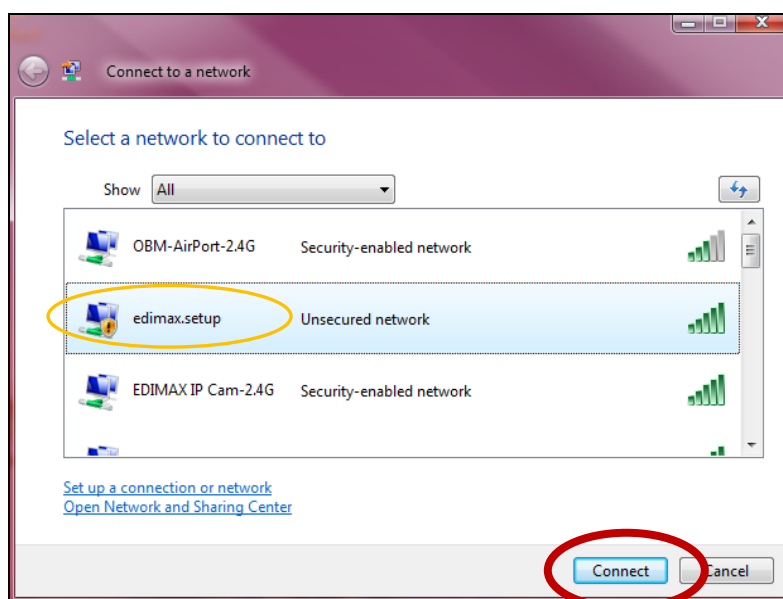 Connect to a network
Select a network to connect to
Show All
OBM-AirPort-2.4G Security-enabled network
edimax.setup Unsecured network
EDIMAX IP Cam-2.4G Security-enabled network
Set up a connection or network
Open Network and Sharing Center
Connect Cancel